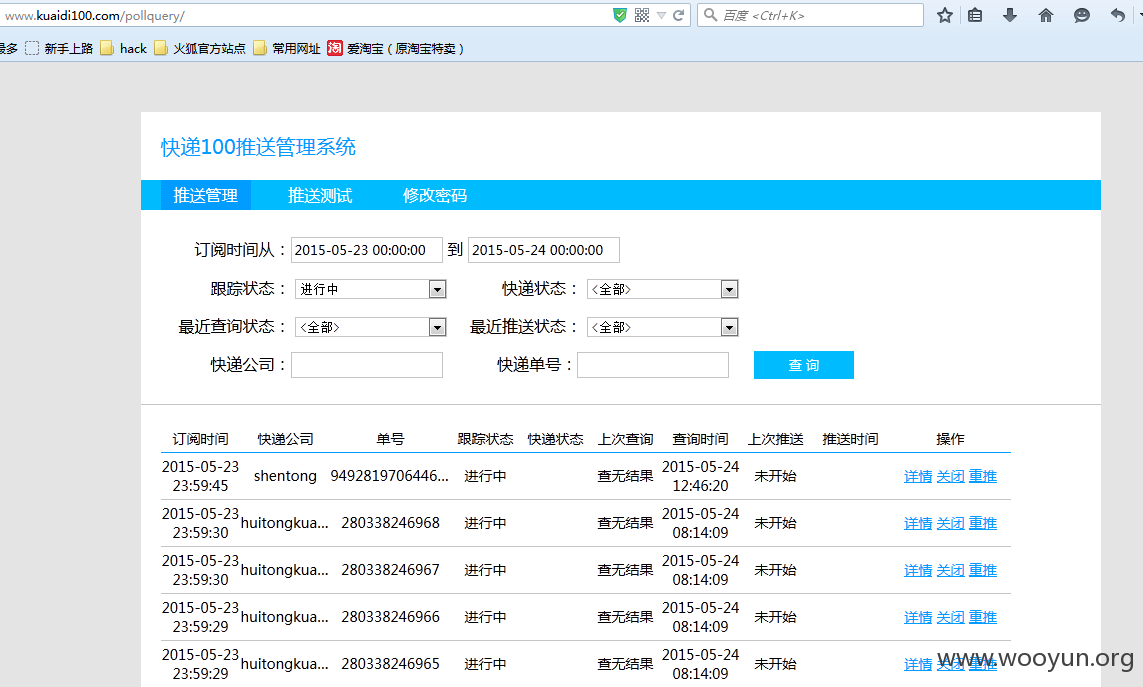 www.kuaidi100.com/pollquery/ 百度 <Ctrl+K>
最多 新手上路 hack 火狐官方站点 常用网址 淘 爱淘宝（原淘宝特卖）
快递100推送管理系统
推送管理 推送测试 修改密码
订阅时间从： 2015-05-23 00:00:00 到 2015-05-24 00:00:00
跟踪状态： 进行中 快递状态： <全部>
最近查询状态： <全部> 最近推送状态： <全部>
快递公司： 快递单号： 查 询
订阅时间 快递公司 单号 跟踪状态 快递状态 上次查询 查询时间 上次推送 推送时间 操作
2015-05-23 23:59:45 shentong 9492819706446... 进行中 查无结果 2015-05-24 12:46:20 未开始 详情 关闭 重推
2015-05-23 23:59:30 huitongkua... 280338246968 进行中 查无结果 2015-05-24 08:14:09 未开始 详情 关闭 重推
2015-05-23 23:59:30 huitongkua... 280338246967 进行中 查无结果 2015-05-24 08:14:09 未开始 详情 关闭 重推
2015-05-23 23:59:29 huitongkua... 280338246966 进行中 查无结果 2015-05-24 08:14:09 未开始 详情 关闭 重推
2015-05-23 23:59:29 huitongkua... 280338246965 进行中 查无结果 2015-05-24 08:14:09 未开始 详情 关闭 重推
www.wooyun.org